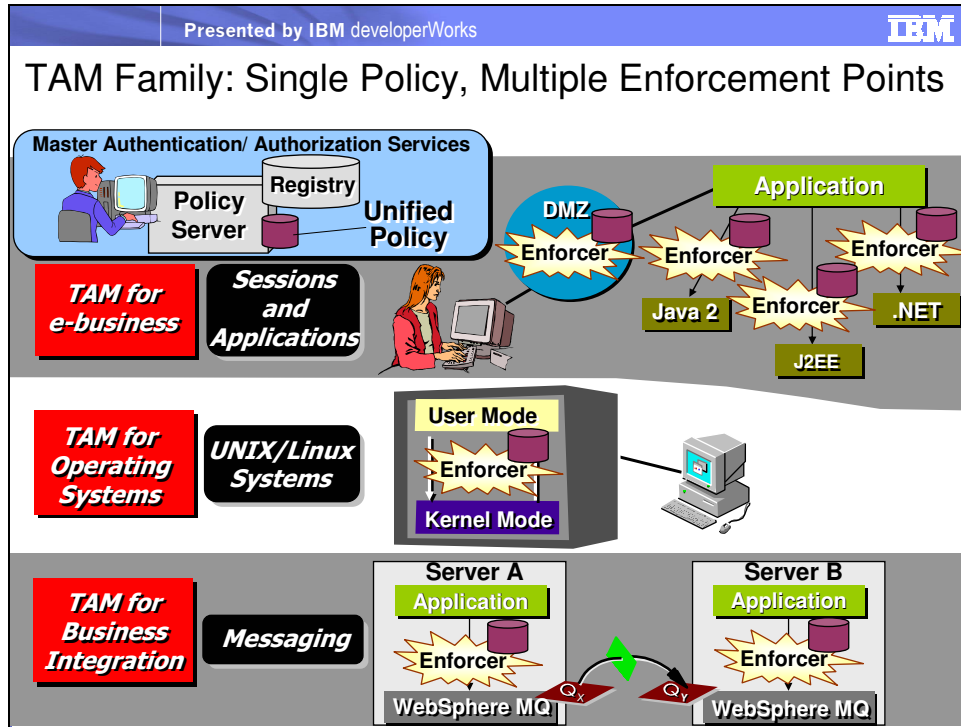 Presented by IBM developerWorks
IBM
TAM Family: Single Policy, Multiple Enforcement Points
Master Authentication/ Authorization Services
Policy
Server
Registry
Unified
Policy
DMZ
Enforcer
Application
Enforcer
Enforcer
Enforcer
Java 2
J2EE
.NET
TAM for
e-business
Sessions
and
Applications
TAM for
Operating
Systems
UNIX/Linux
Systems
User Mode
Enforcer
Kernel Mode
TAM for
Business
Integration
Messaging
Server A
Application
Enforcer
WebSphere MQ
QX
QY
Server B
Application
Enforcer
WebSphere MQ